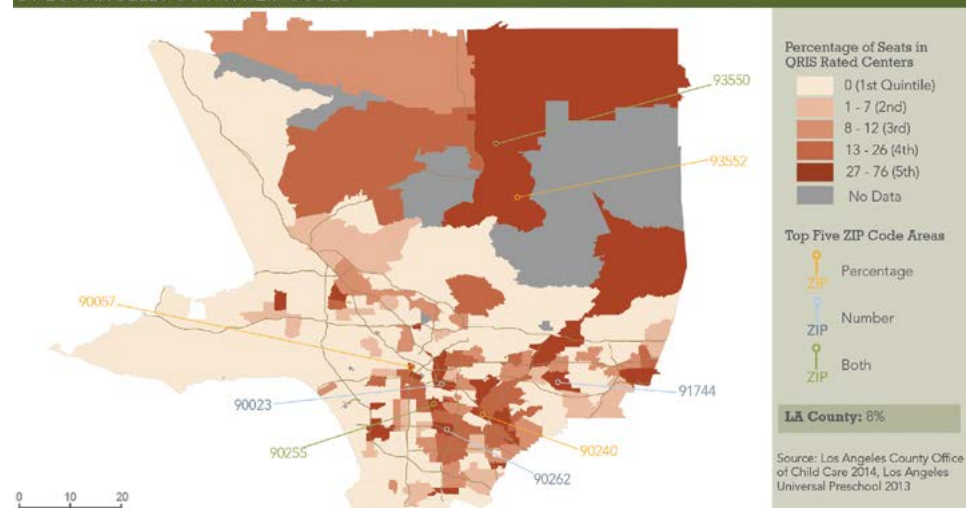 93550
93552
90057
90023
91744
90255
90240
90262
0 10 20
Percentage of Seats in
QRIS Rated Centers
0 (1st Quintile)
1 - 7 (2nd)
8 - 12 (3rd)
13 - 26 (4th)
27 - 76 (5th)
No Data
Top Five ZIP Code Areas
ZIP
Percentage
ZIP
Number
ZIP
Both
LA County: 8%
Source: Los Angeles County Office
of Child Care 2014, Los Angeles
Universal Preschool 2013